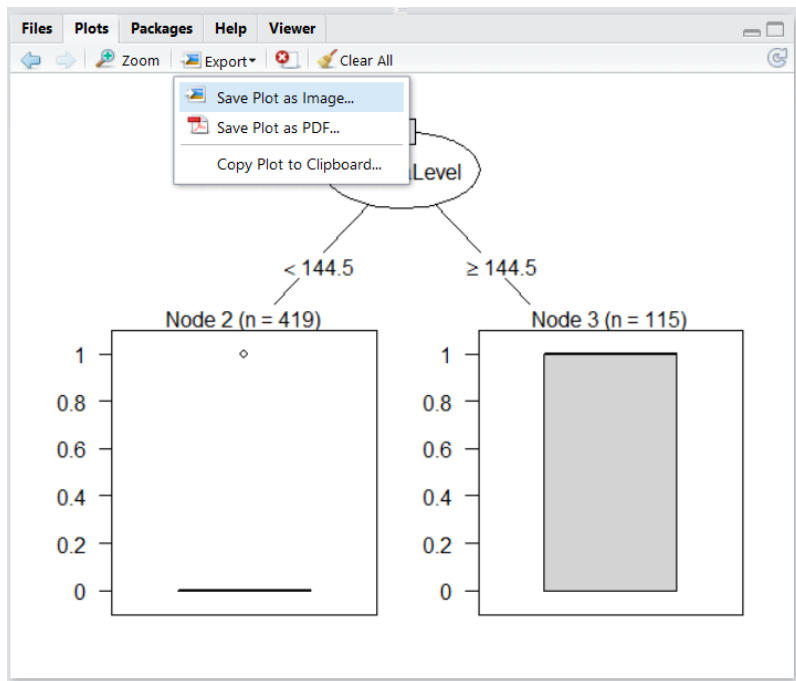 Files Plots Packages Help Viewer
Zoom Export Clear All
Save Plot as Image...
Save Plot as PDF...
Copy Plot to Clipboard...
Level
< 144.5 ≥ 144.5
Node 2 (n = 419) Node 3 (n = 115)
1 1
0.8 0.8
0.6 0.6
0.4 0.4
0.2 0.2
0 0